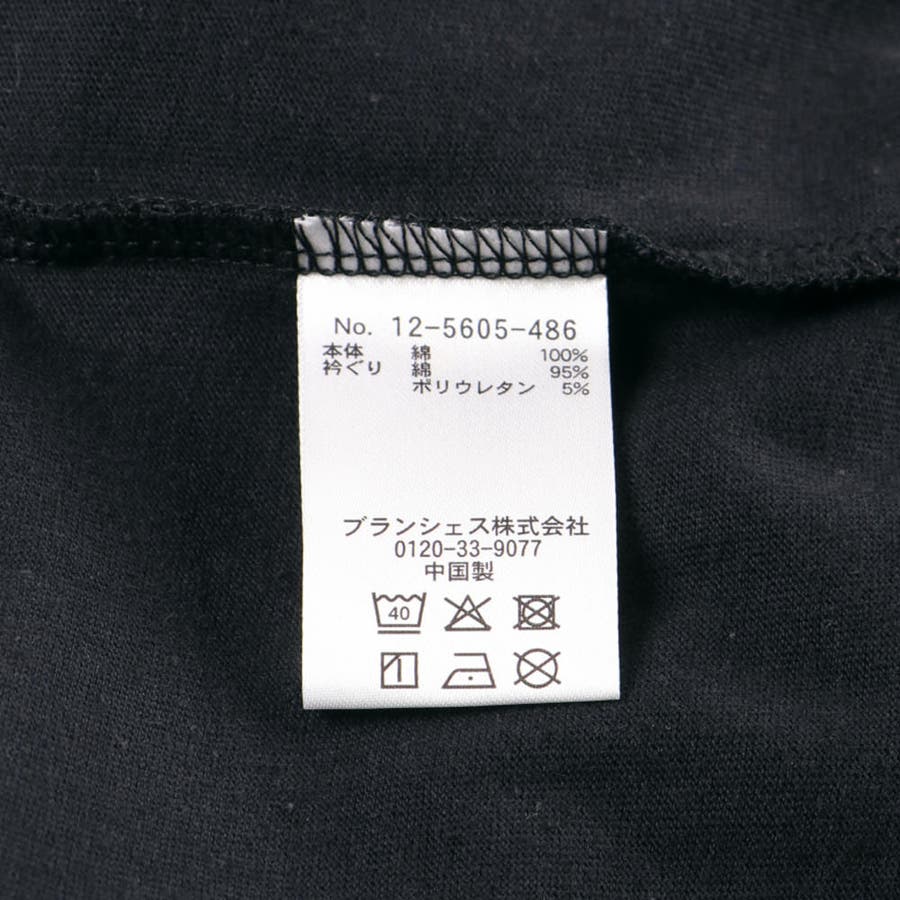 No. 12-5605-486
本体 綿 100%
衿ぐり 綿 95%
ポリウレタン 5%
ブランシェス株式会社
0120-33-9077
中国製
40